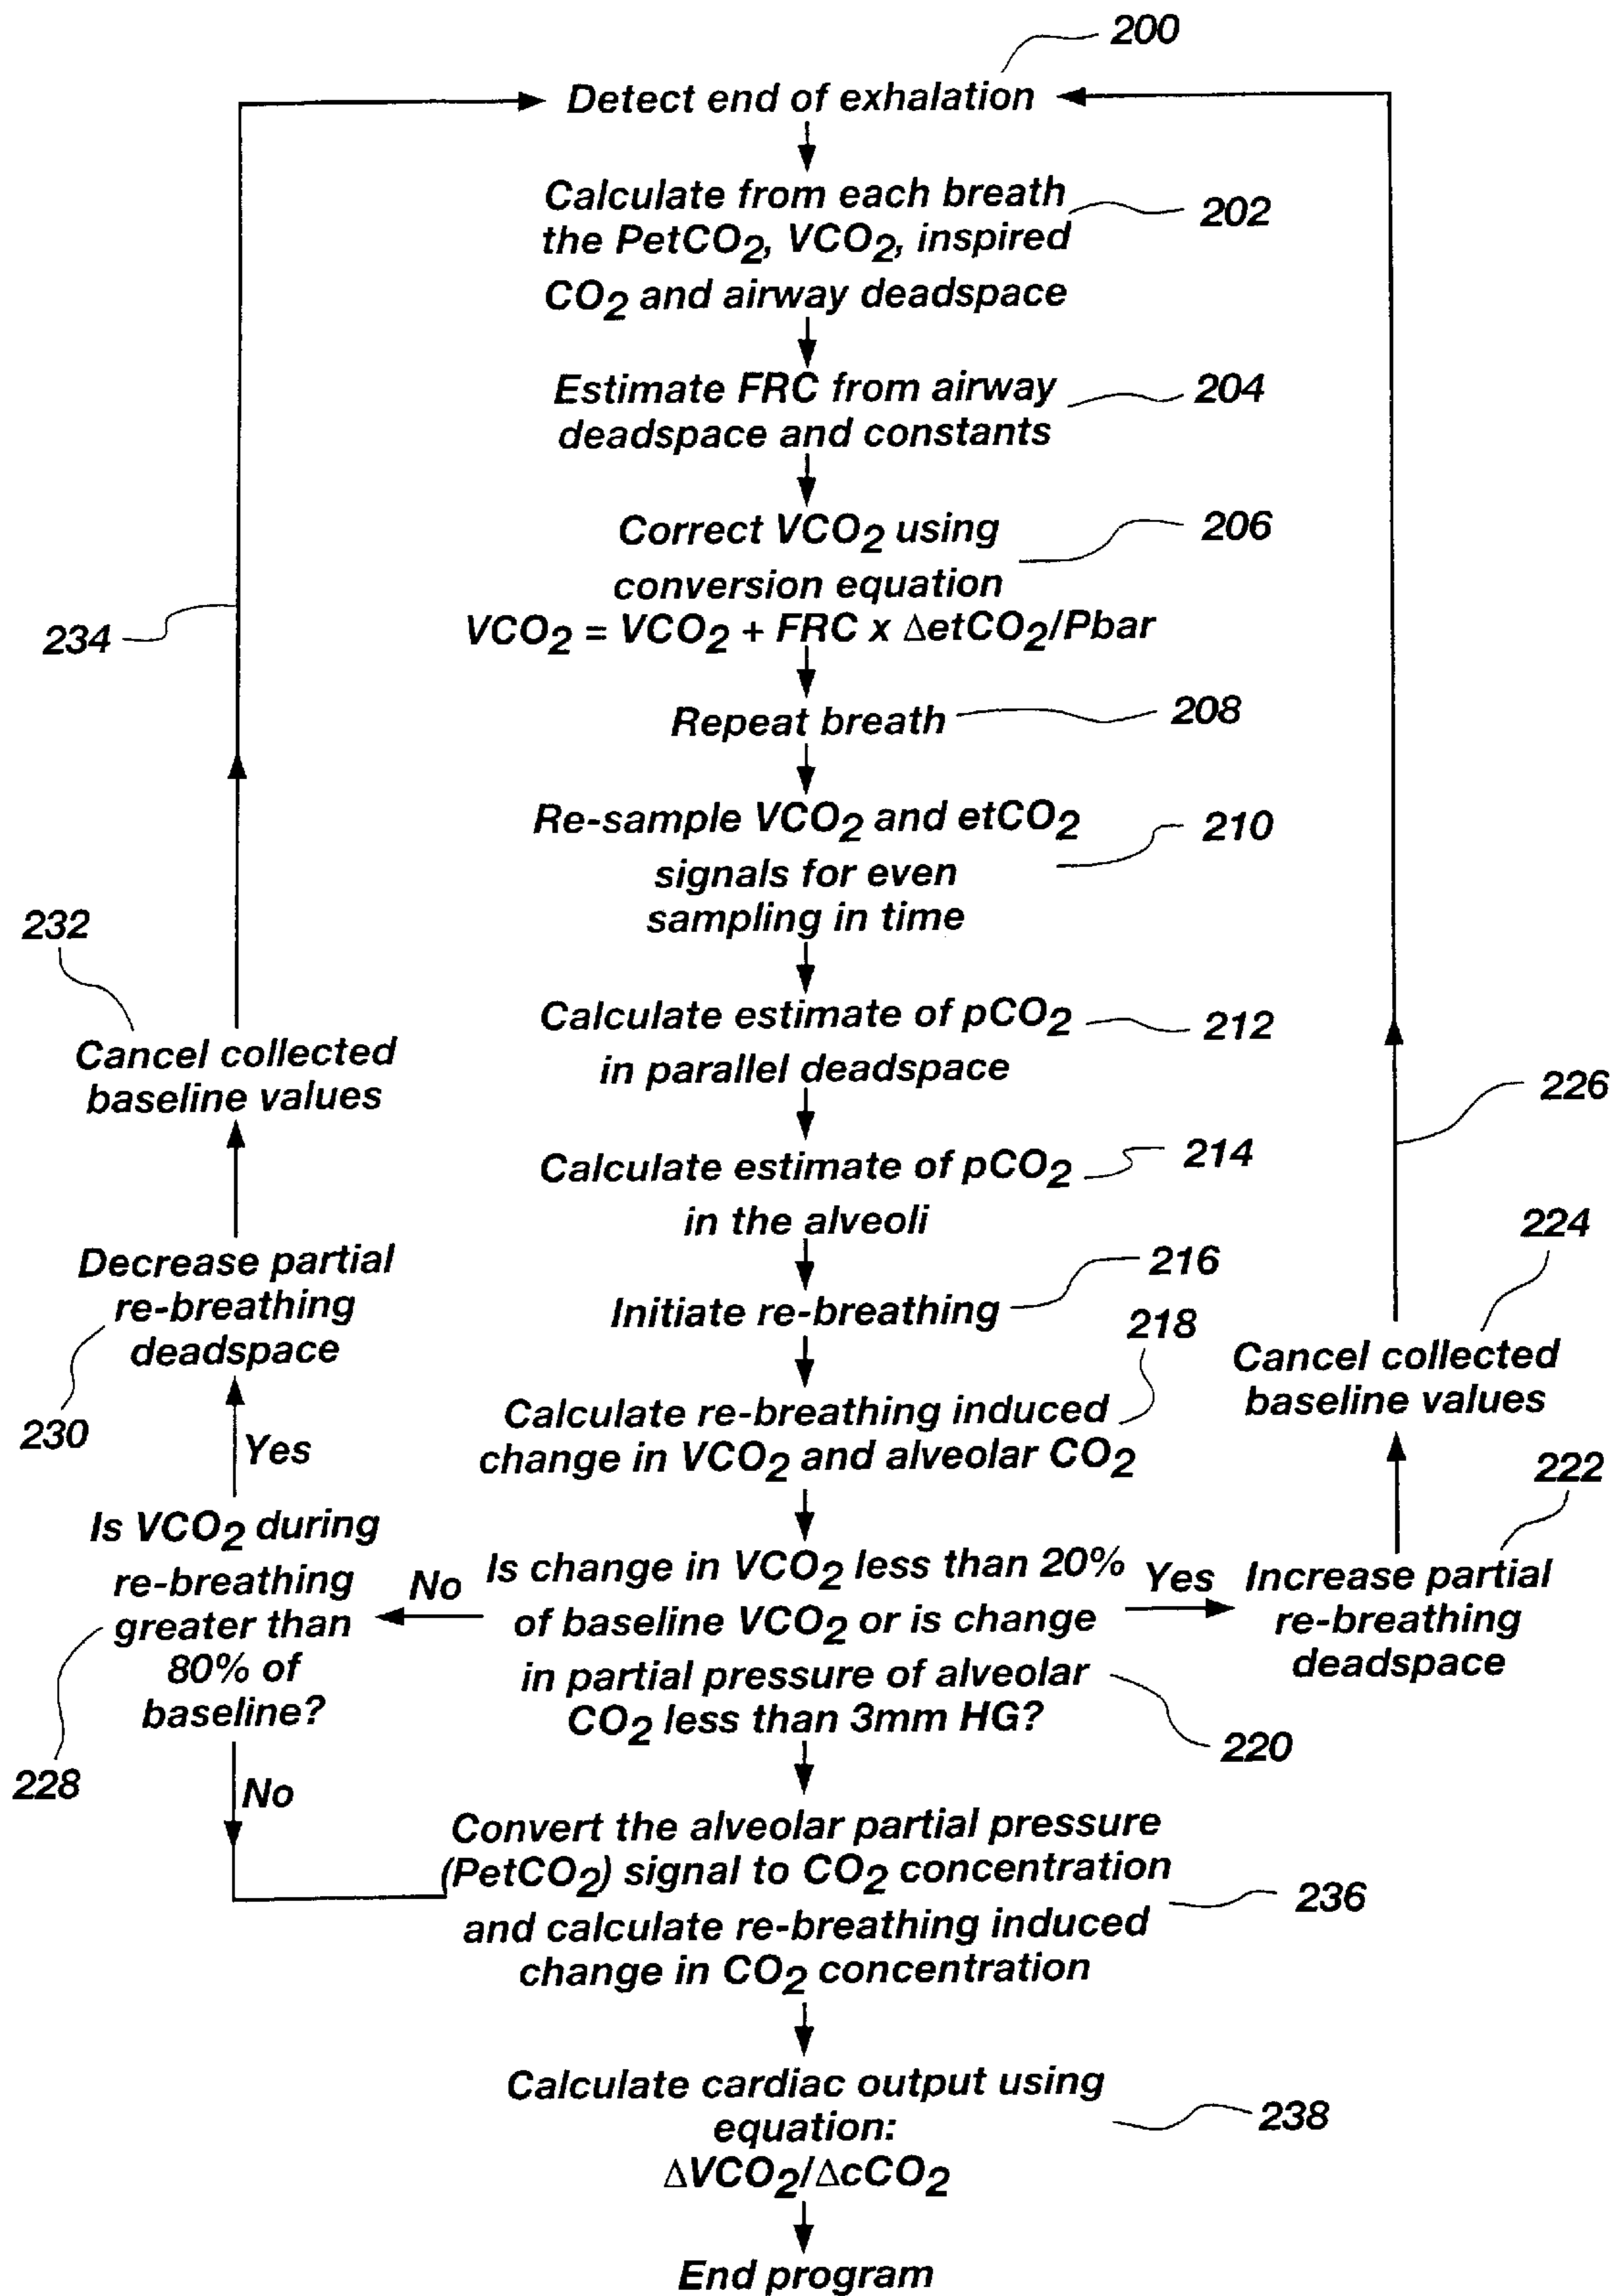 200
Detect end of exhalation
Calculate from each breath
the PetCO2, VCO2, inspired
CO2 and airway deadspace
202
Estimate FRC from airway
deadspace and constants
204
Correct VCO2 using
conversion equation
VCO2 = VCO2 + FRC x ΔetCO2/Pbar
206
234
Repeat breath
208
Re-sample VCO2 and etCO2
signals for even
sampling in time
210
232
Cancel collected
baseline values
Calculate estimate of pCO2
in parallel deadspace
212
226
Calculate estimate of pCO2
in the alveoli
214
224
Decrease partial
re-breathing
deadspace
230
Initiate re-breathing
216
218
Cancel collected
baseline values
Calculate re-breathing induced
change in VCO2 and alveolar CO2
222
Yes
Is VCO2 during
re-breathing
greater than
80% of
baseline?
228
No
Is change in VCO2 less than 20%
of baseline VCO2 or is change
in partial pressure of alveolar
CO2 less than 3mm HG?
220
Yes
Increase partial
re-breathing
deadspace
No
Convert the alveolar partial pressure
(PetCO2) signal to CO2 concentration
and calculate re-breathing induced
change in CO2 concentration
236
Calculate cardiac output using
equation:
ΔVCO2/ΔcCO2
238
End program